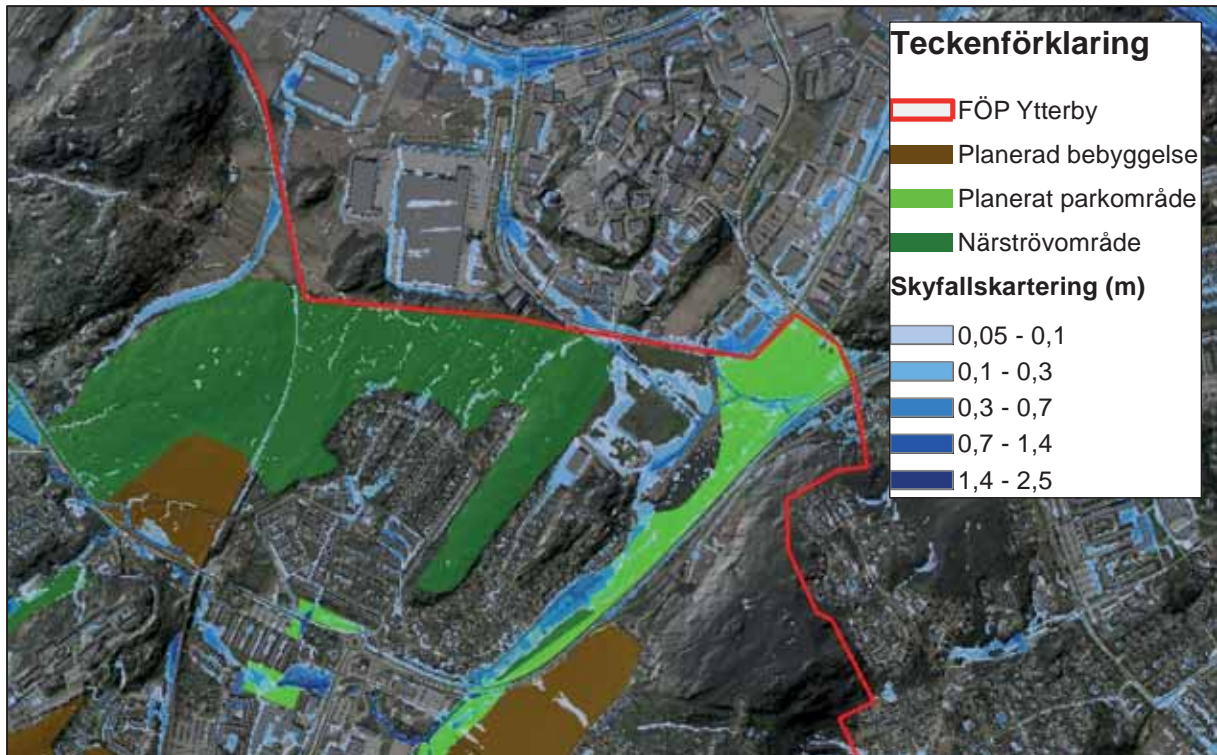 Teckenförklaring
FÖP Ytterby
Planerad bebyggelse
Planerat parkområde
Närströvområde
Skyfallskartering (m)
0,05 - 0,1
0,1 - 0,3
0,3 - 0,7
0,7 - 1,4
1,4 - 2,5